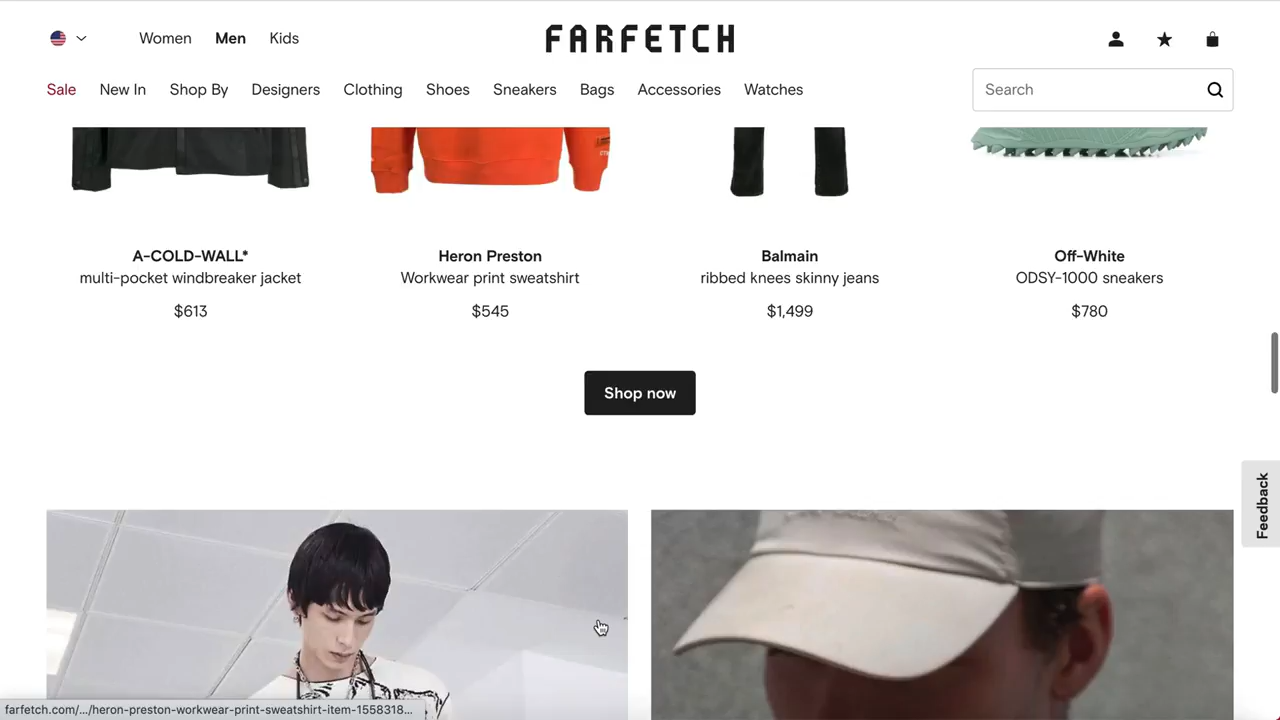 Women Men Kids
FARFETCH
Sale New In Shop By Designers Clothing Shoes Sneakers Bags Accessories Watches
Search
A-COLD-WALL*
multi-pocket windbreaker jacket
$613
Heron Preston
Workwear print sweatshirt
$545
Balmain
ribbed knees skinny jeans
$1,499
Off-White
ODSY-1000 sneakers
$780
Shop now
Feedback
farfetch.com/.../heron-preston-workwear-print-sweatshirt-item-1558318...